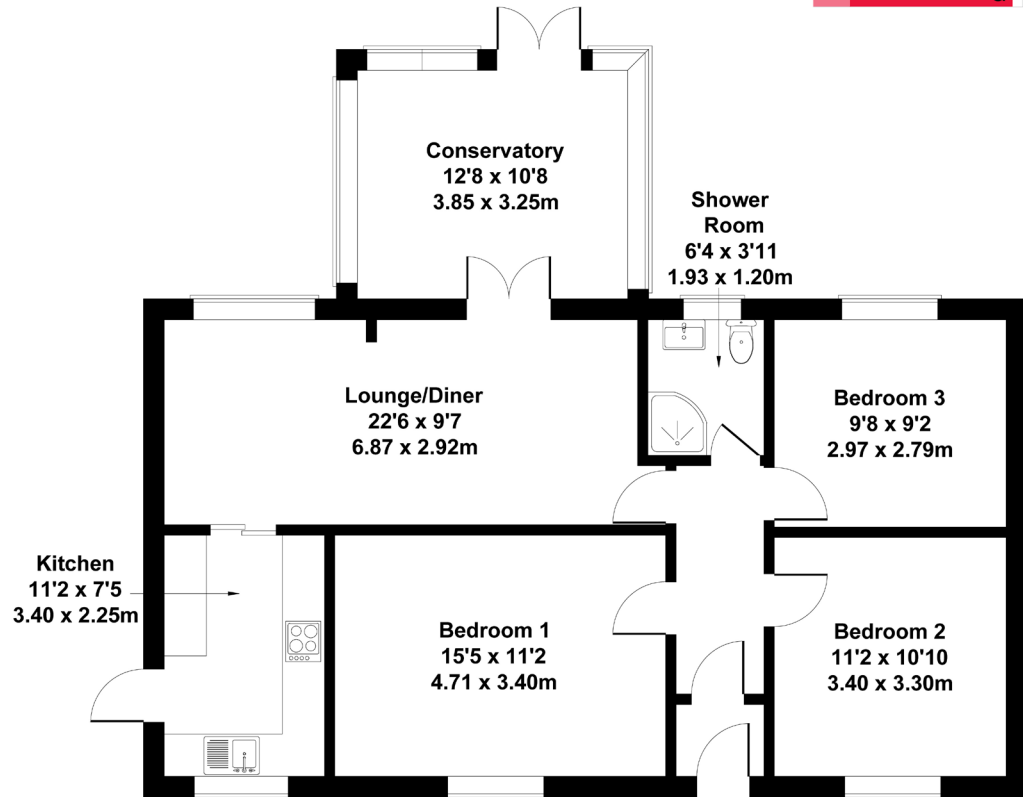 Conservatory
12'8 x 10'8
3.85 x 3.25m
Shower
Room
6'4 x 3'11
1.93 x 1.20m
Lounge/Diner
22'6 x 9'7
6.87 x 2.92m
Bedroom 3
9'8 x 9'2
2.97 x 2.79m
Kitchen
11'2 x 7'5
3.40 x 2.25m
Bedroom 1
15'5 x 11'2
4.71 x 3.40m
Bedroom 2
11'2 x 10'10
3.40 x 3.30m